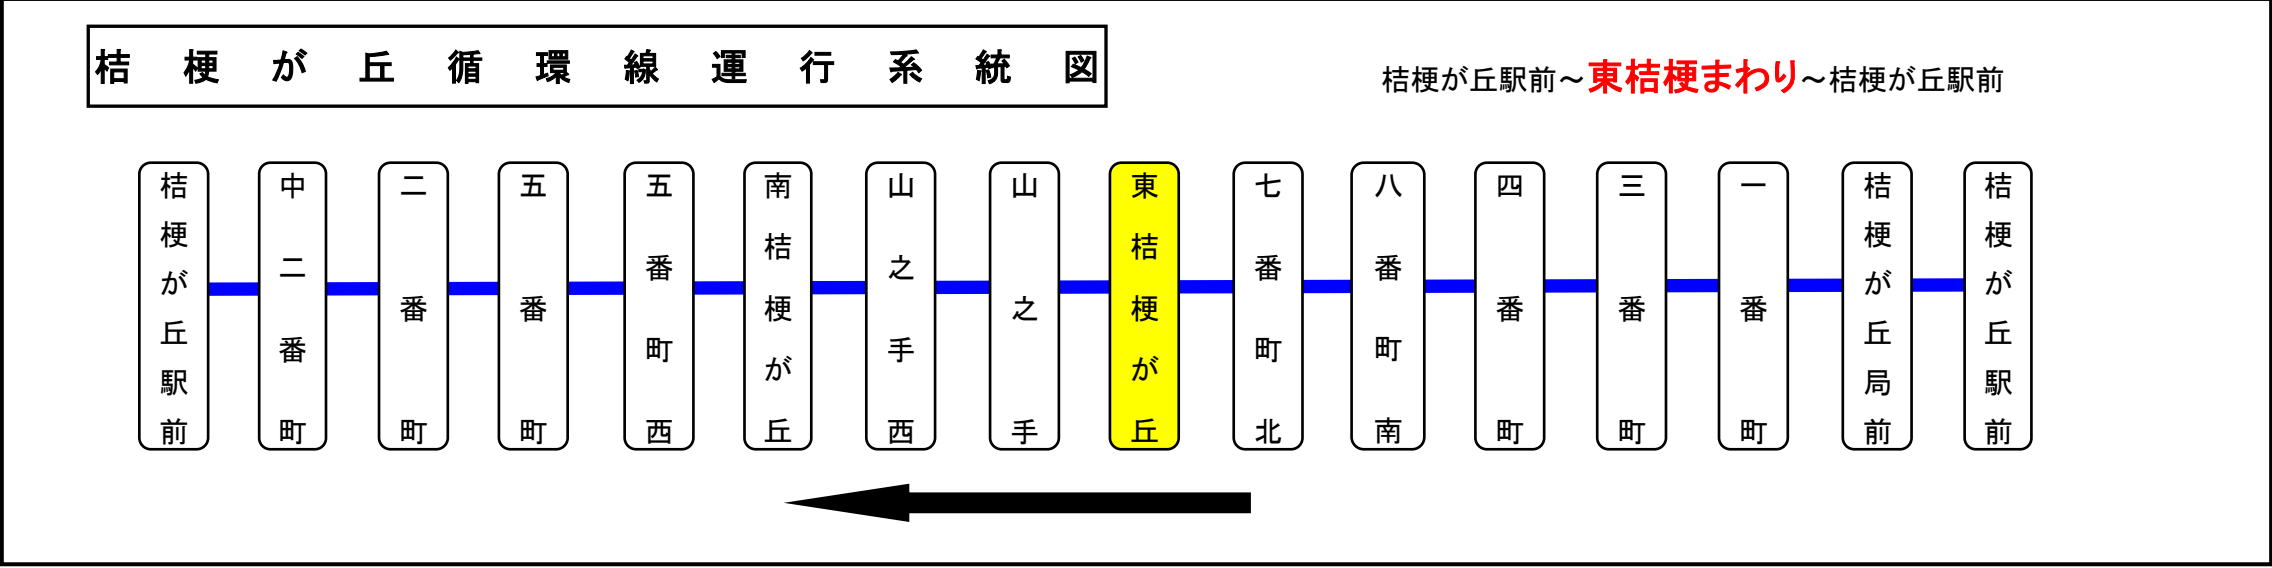 桔梗が丘循環線運行系統図
桔梗が丘駅前～東桔梗まわり～桔梗が丘駅前
桔梗が丘駅前
中二番町
二番町
五番町
五番町西
南桔梗が丘
山之手西
山之手
東桔梗が丘
七番町北
八番町南
四番町
三番町
一番町
桔梗が丘局前
桔梗が丘駅前